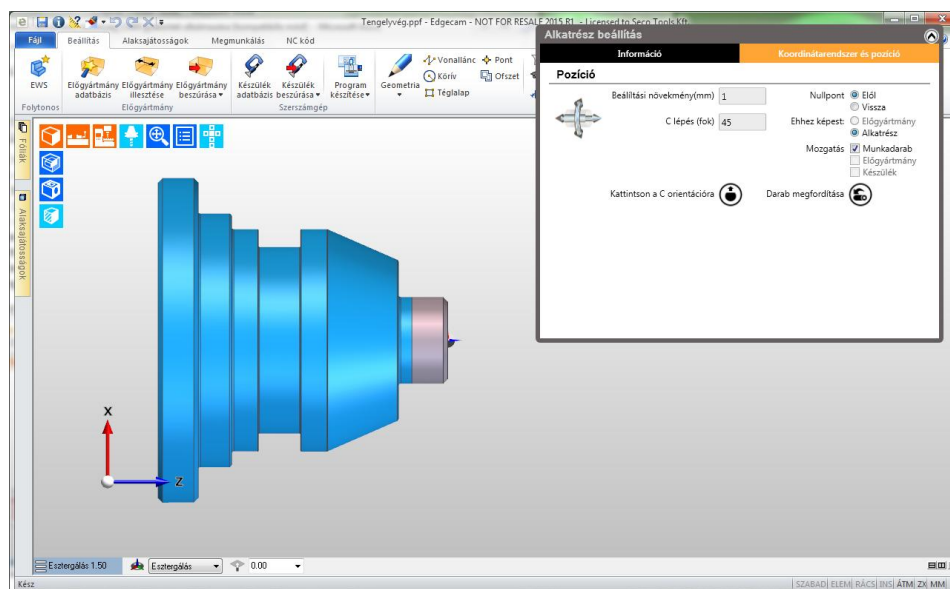 Tengelyvég.ppf - Edgecam - NOT FOR RESALE 2015 R1 - Licensed to Seco Tools Kft
Fájl Beállítás Alaksajátosságok Megmunkálás NC kód
EWS
Folytonos
Előgyártmány adatbázis
Előgyártmány illesztése
Előgyártmány beszúrása
Előgyártmány
Készülék adatbázis
Készülék beszúrása
Program készítése
Szerszámgép
Geometria
Vonallánc
Pont
Körív
Ofszet
Téglalap
Fóliák
Alaksajátosságok
X
Z
Alkatrész beállítás
Információ
Koordinátarendszer és pozíció
Pozíció
Beállítási növekmény(mm) 1
C lépés (fok) 45
Nullpont Elől
Vissza
Ehhez képest: Előgyártmány
Alkatrész
Mozgatás Munkadarab
Előgyártmány
Készülék
Kattintson a C orientációra
Darab megfordítása
Esztergálás 1.50
Esztergálás
0.00
Kész
SZABAD ELEM RÁCS INS ÁTM ZX MM